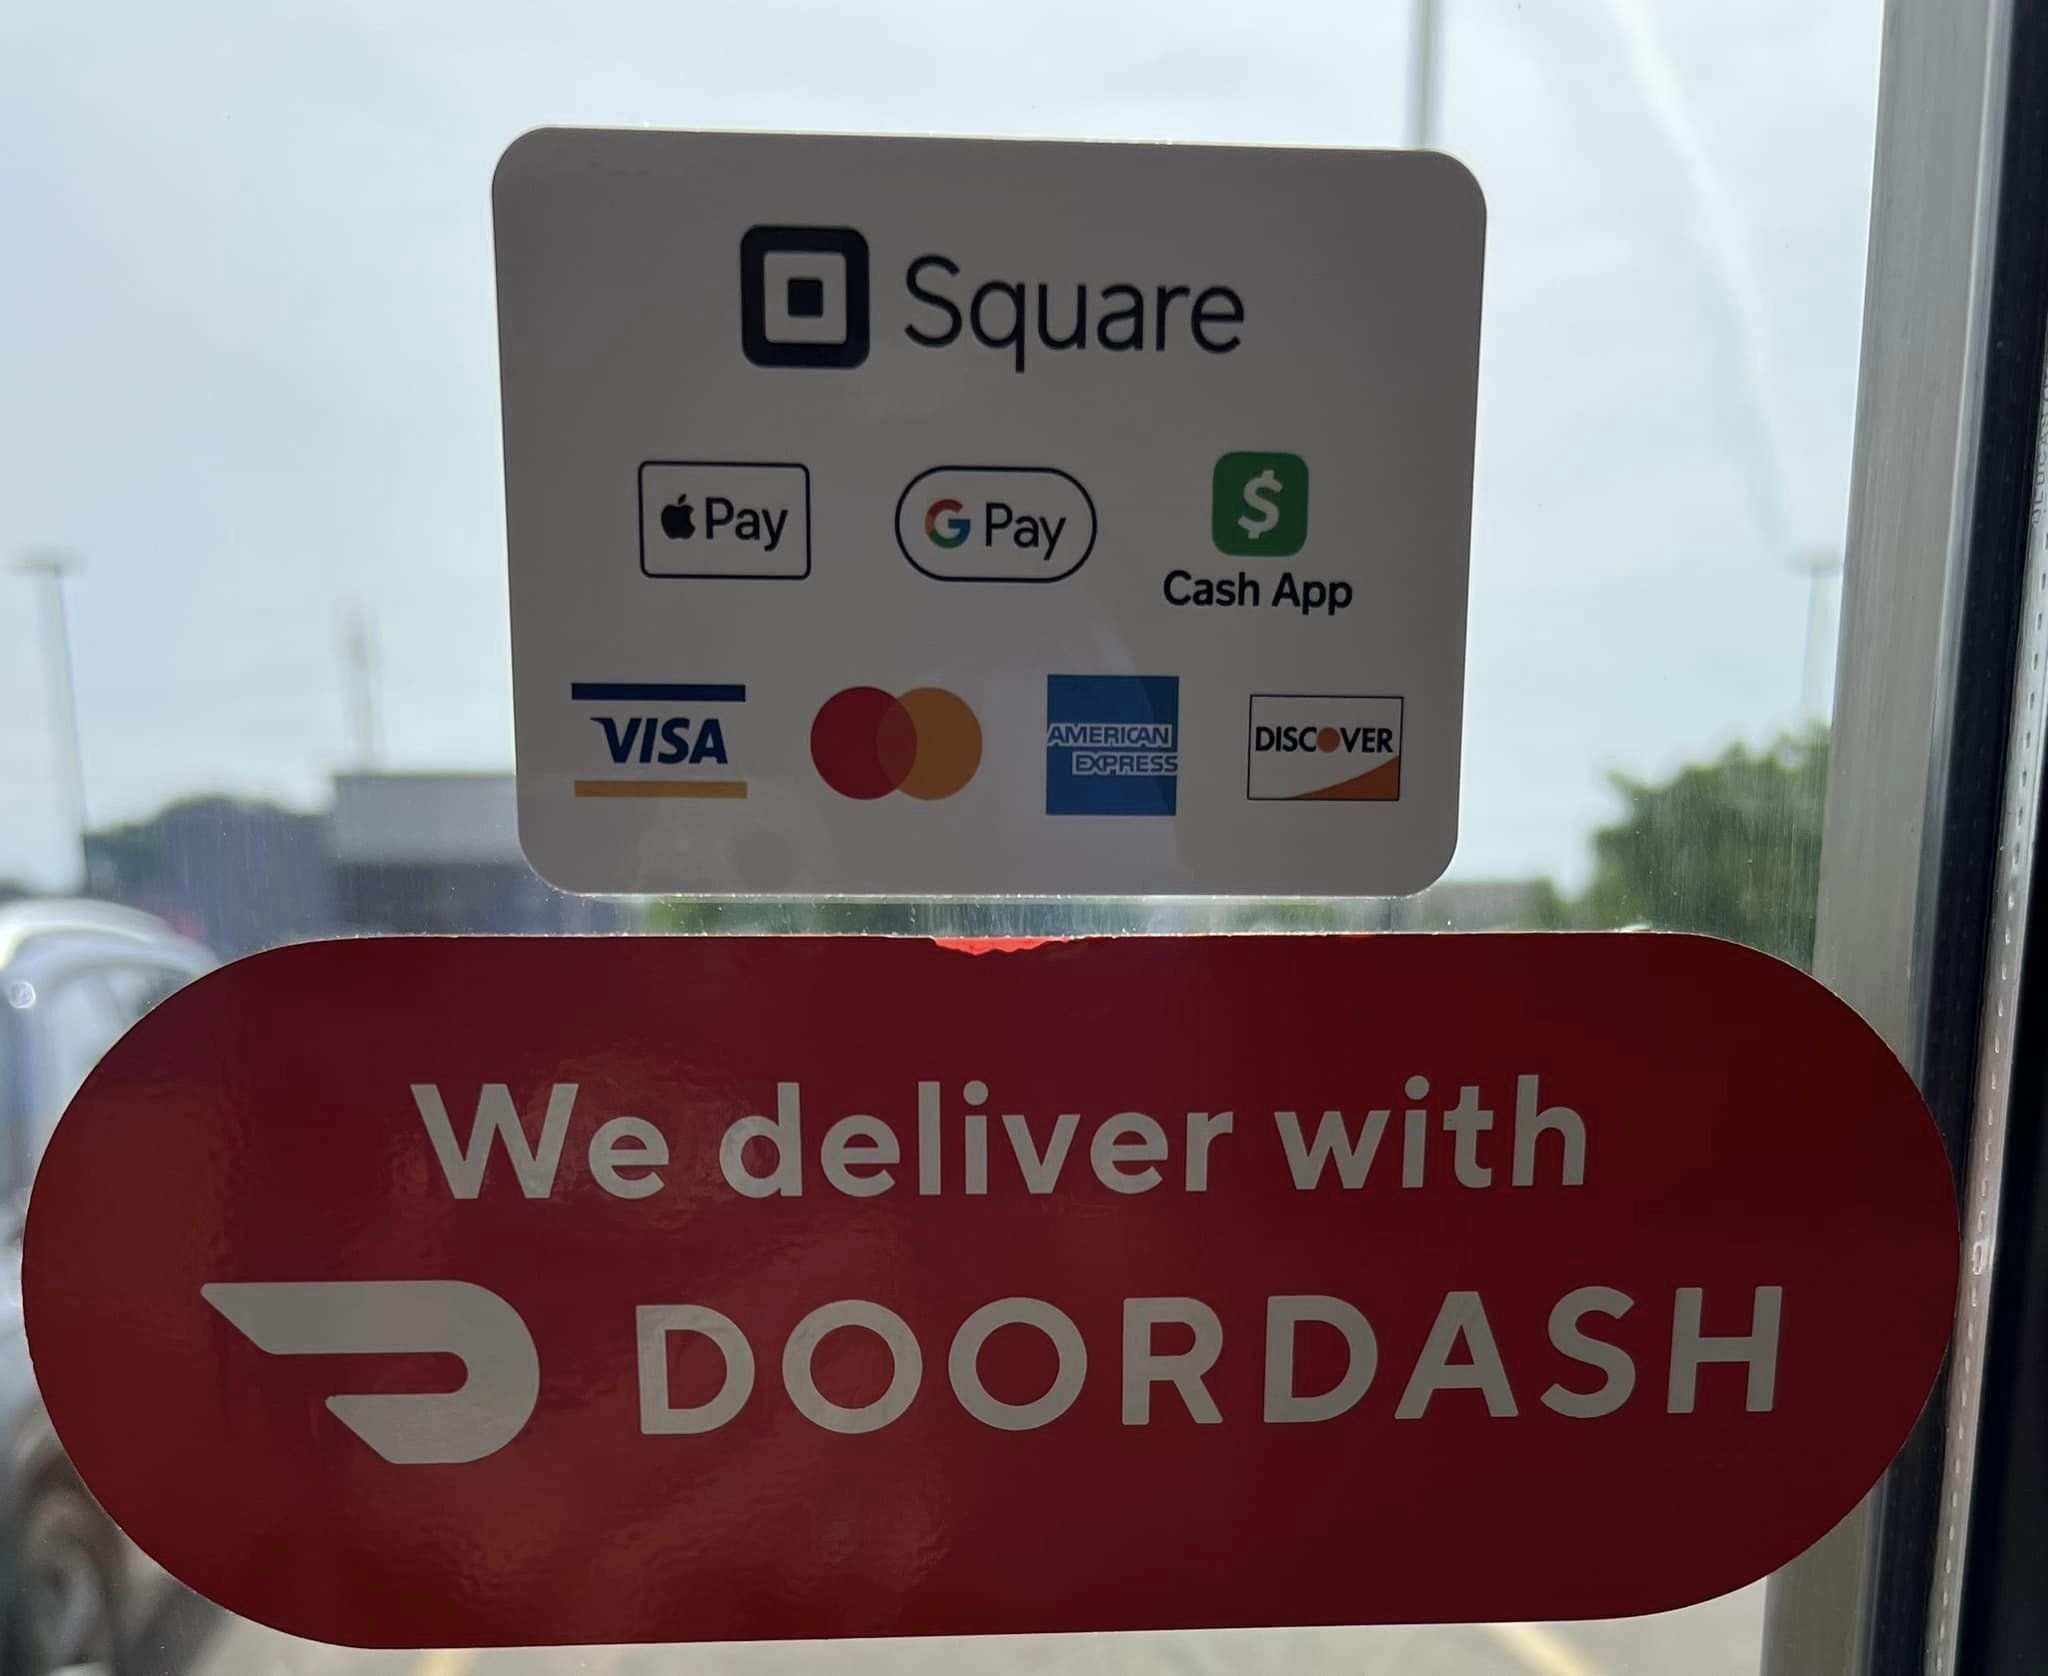 Square
Pay
G Pay
$
Cash App
VISA
AMERICAN
EXPRESS
DISCOVER
We deliver with
DOORDASH